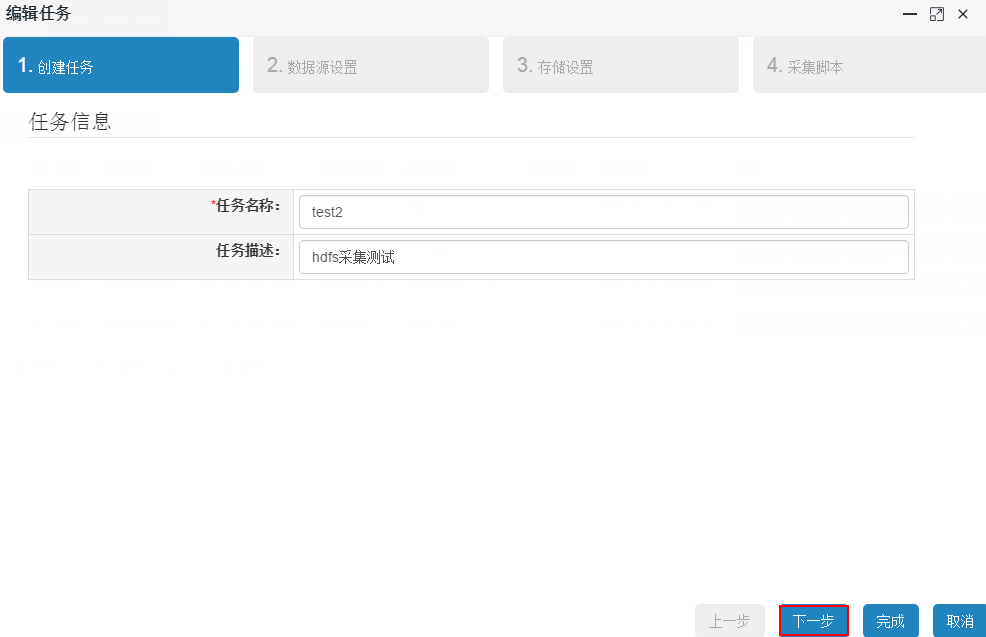 编辑任务
1. 创建任务 2. 数据源设置 3. 存储设置 4. 采集脚本
任务信息
*任务名称： test2
任务描述： hdfs采集测试
上一步 下一步 完成 取消